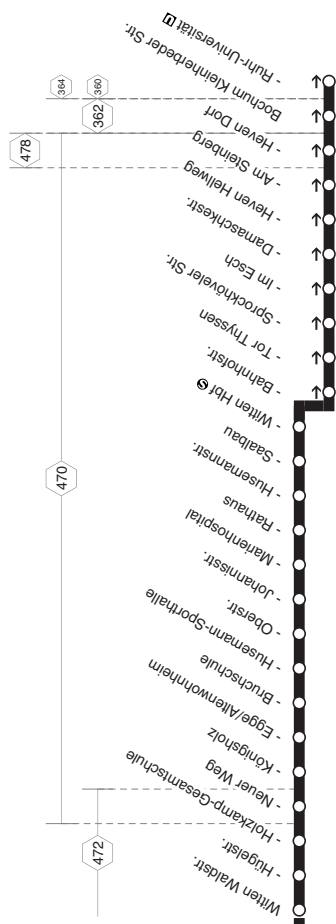 Witten Waldstr.
- Hügelstr.
- Holzkamp-Gesamtschule
- Neuer Weg
- Königsholz
- Egge/Altenwohnheim
- Bruchschule
- Husemann-Sporthalle
- Oberstr.
- Johannisstr.
- Marienhospital
- Rathaus
- Husemannstr.
- Saalbau
- Witten Hbf S
- Bahnhofstr.
- Tor Thyssen
- Sprockhöveler Str.
- Im Esch
- Damaschkestr.
- Heven Hellweg
- Am Steinberg
- Heven Dorf
Bochum Kleinherbeder Str.
- Ruhr-Universität U
472
470
478
362
360
364